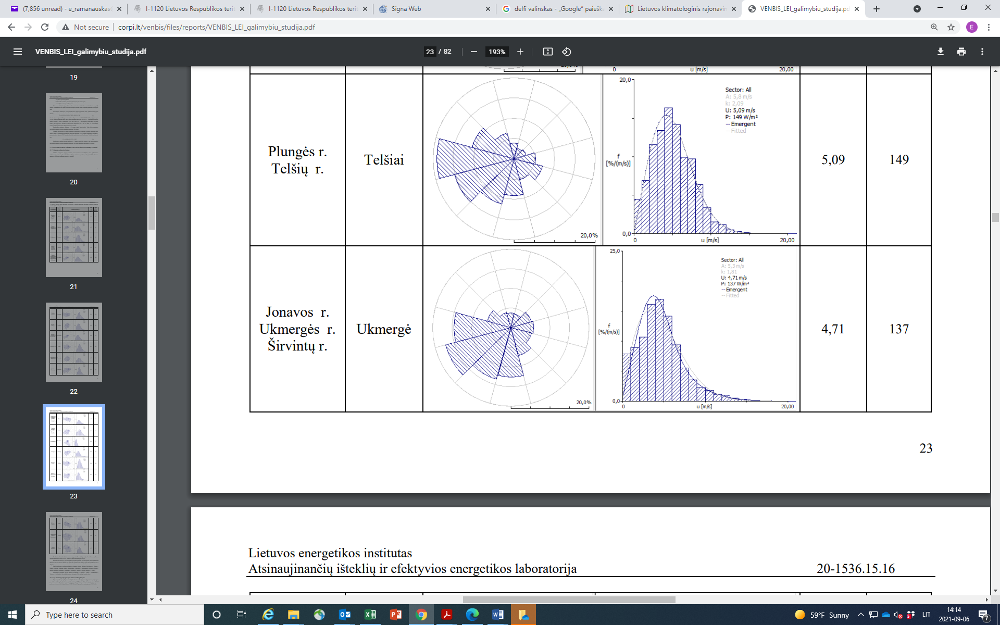 (7,856 unread) - e_ramanauskas
I-1120 Lietuvos Respublikos terit
I-1120 Lietuvos Respublikos terit
Signa Web
delfi valinskas - „Google“ paiešk
Lietuvos klimatologinis rajonavin
VENBIS_LEI_galimybiu_studija.pd
Not secure
corpi.lt/venbis/files/reports/VENBIS_LEI_galimybiu_studija.pdf
E
VENBIS_LEI_galimybiu_studija.pdf
23 / 82
193%
19
20
21
22
23
24
0
u [m/s]
20,00
Plungės r.
Telšių r.
Telšiai
20,0%
20,0
f
[%/(m/s)]
0,0
0
u [m/s]
20,00
Sector: All
A: 5,8 m/s
k: 2,09
U: 5,09 m/s
P: 149 W/m²
-- Emergent
-- Fitted
5,09
149
Jonavos r.
Ukmergės r.
Širvintų r.
Ukmergė
20,0%
25,0
f
[%/(m/s)]
0,0
0
u [m/s]
20,00
Sector: All
A: 5,3 m/s
k: 1,81
U: 4,71 m/s
P: 137 W/m²
-- Emergent
-- Fitted
4,71
137
23
Lietuvos energetikos institutas
Atsinaujinančių išteklių ir efektyvios energetikos laboratorija
20-1536.15.16
Type here to search
59°F Sunny
LIT
14:14
2021-09-06
7